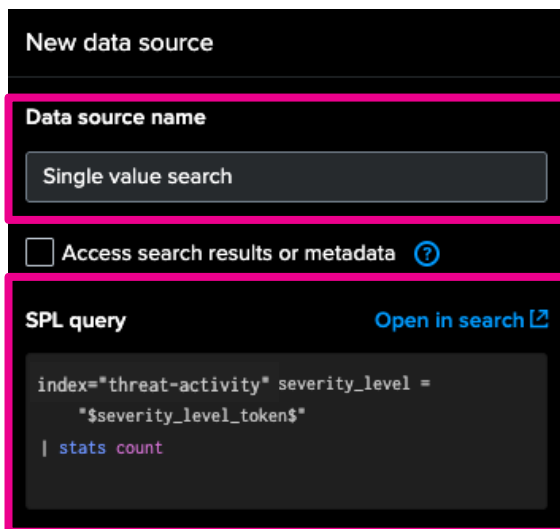 New data source
Data source name
Single value search
Access search results or metadata ?
SPL query Open in search
index="threat-activity" severity_level =
"$severity_level_token$"
| stats count